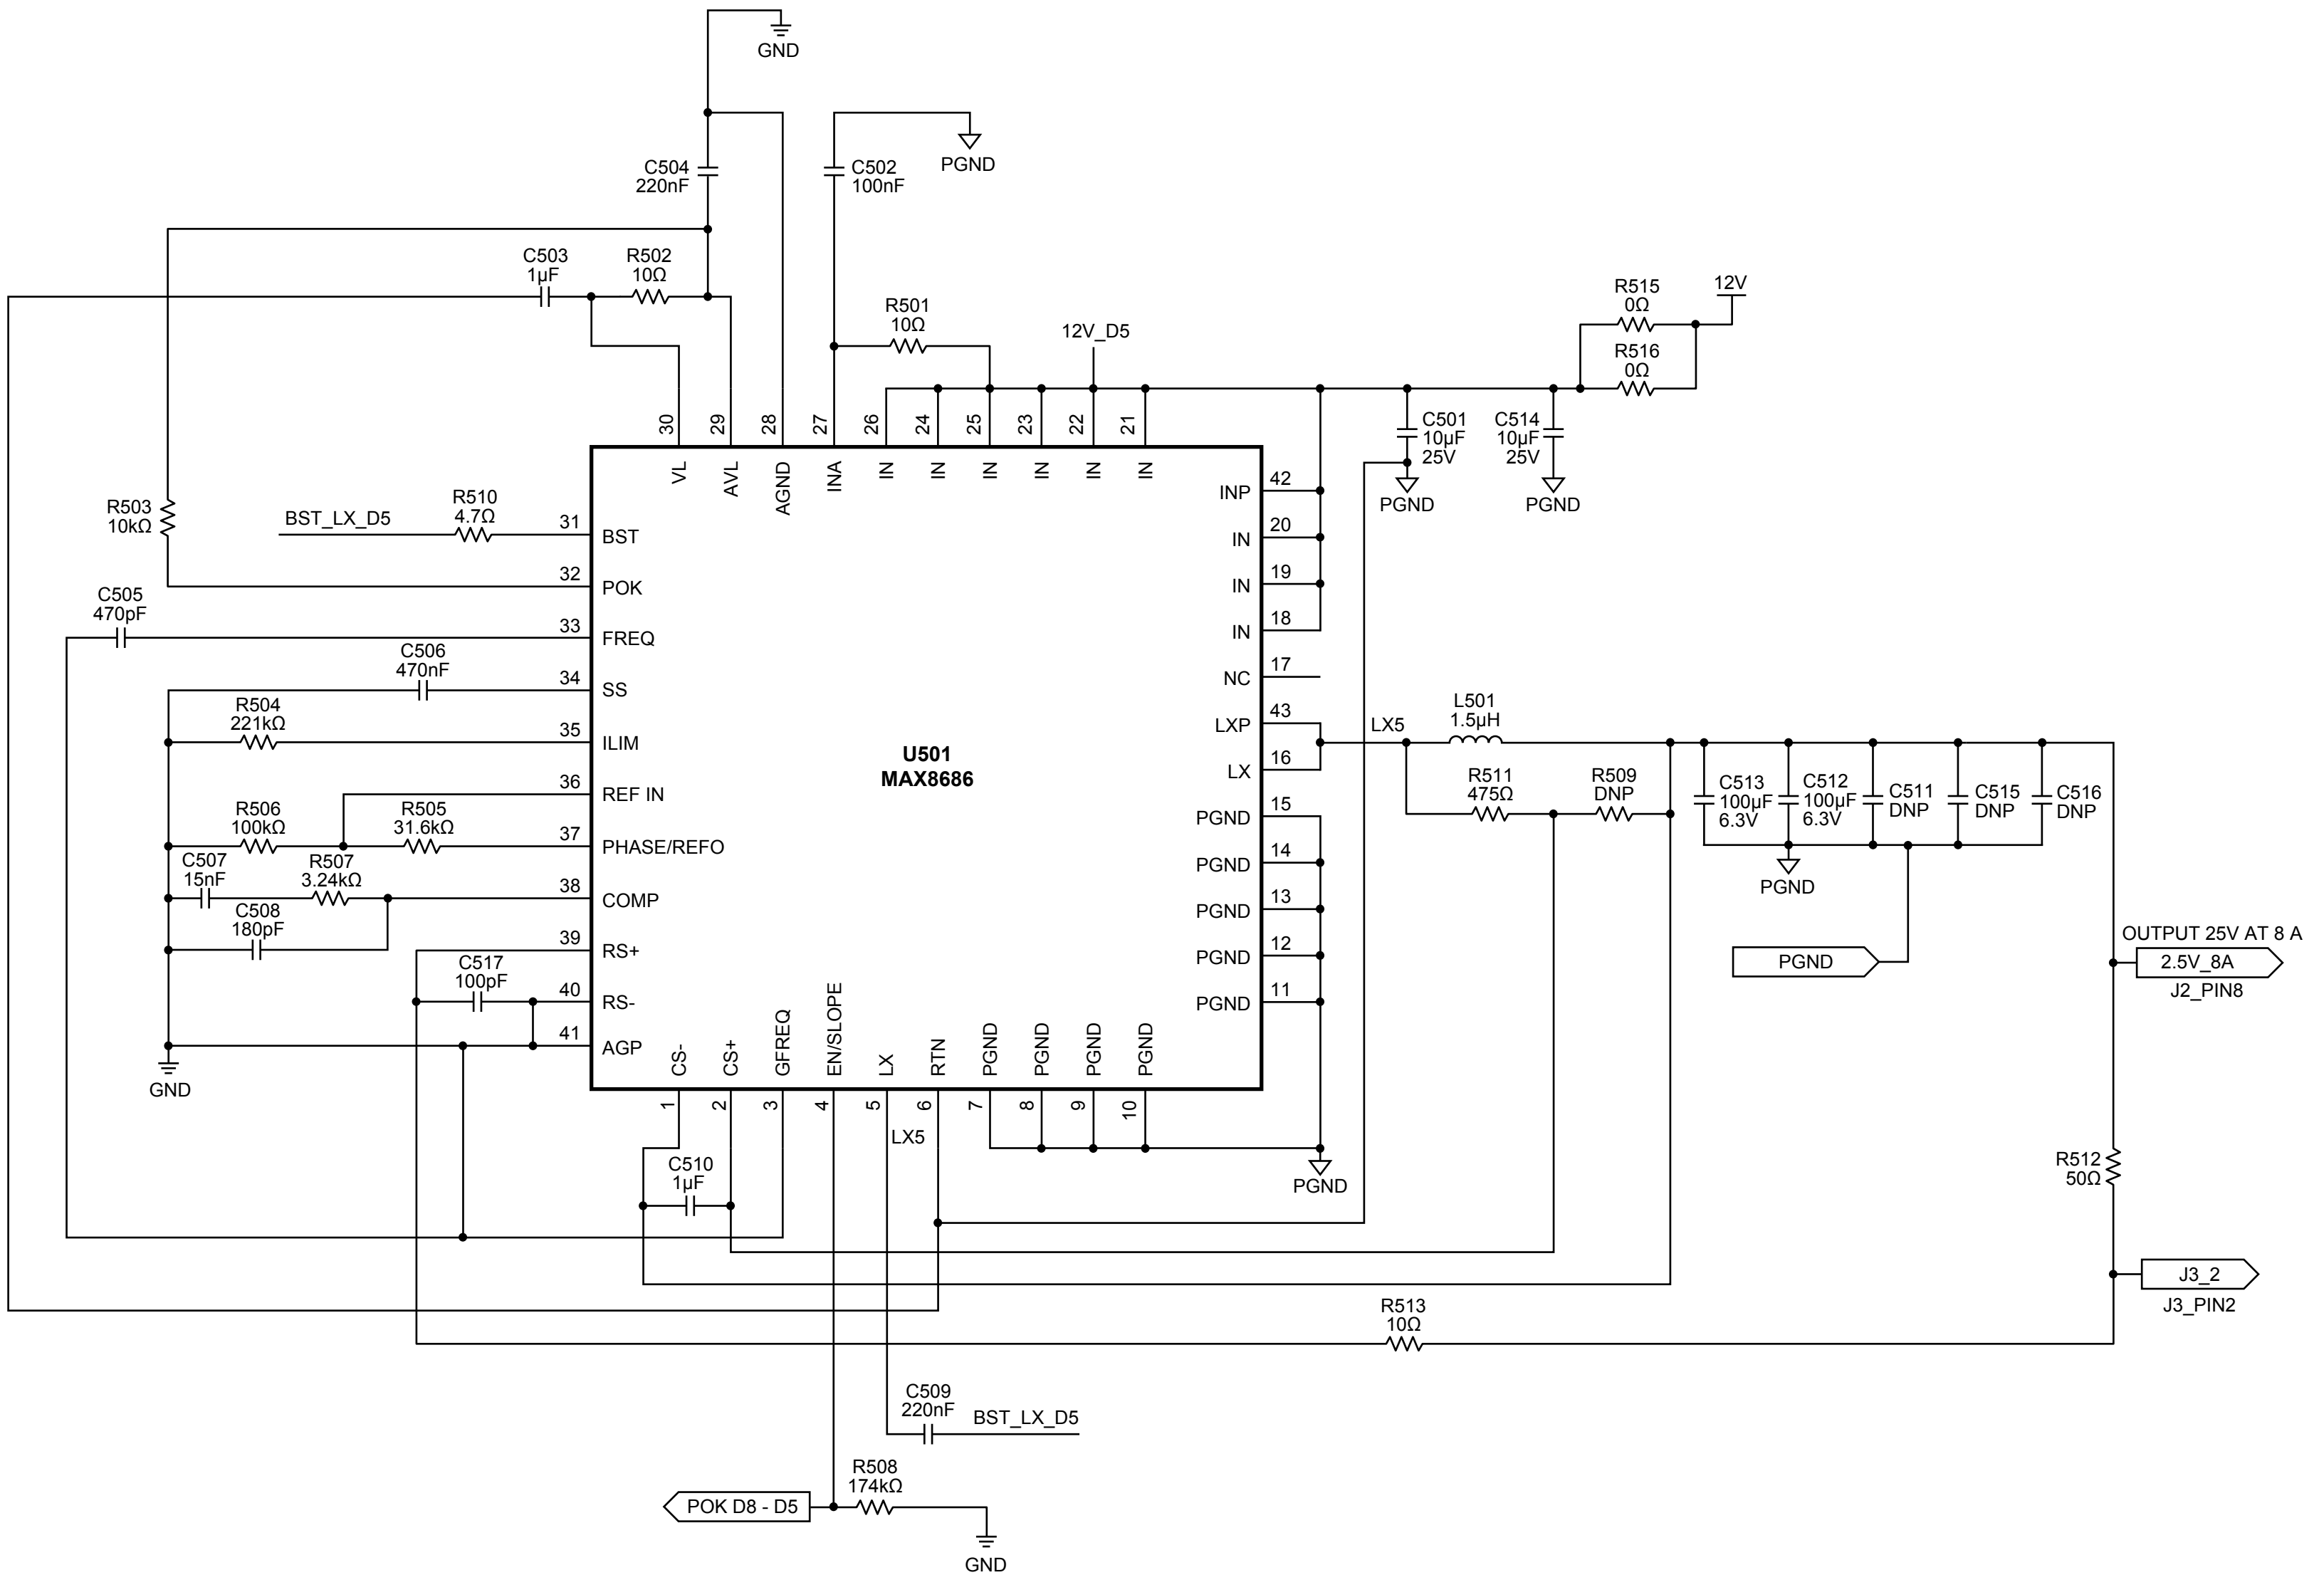 GND
C504
220nF
C502
100nF
PGND
C503
1µF
R502
10Ω
R501
10Ω
12V_D5
R515
0Ω
12V
R516
0Ω
30
29
28
27
26
24
25
23
22
21
C501
10µF
25V
C514
10µF
25V
PGND
PGND
VL
AVL
AGND
INA
IN
IN
IN
IN
IN
IN
R503
10kΩ
BST_LX_D5
R510
4.7Ω
31
BST
32
POK
C505
470pF
33
FREQ
C506
470nF
34
SS
R504
221kΩ
35
ILIM
36
REF IN
R506
100kΩ
R505
31.6kΩ
37
PHASE/REFO
C507
15nF
R507
3.24kΩ
38
COMP
C508
180pF
39
RS+
C517
100pF
40
RS-
41
AGP
GND
U501
MAX8686
INP
42
IN
20
IN
19
IN
18
NC
17
LXP
43
LX
16
PGND
15
PGND
14
PGND
13
PGND
12
PGND
11
LX5
L501
1.5µH
R511
475Ω
R509
DNP
C513
100µF
6.3V
C512
100µF
6.3V
C511
DNP
C515
DNP
C516
DNP
PGND
PGND
OUTPUT 25V AT 8 A
2.5V_8A
J2_PIN8
CS-
CS+
GFREQ
EN/SLOPE
LX
RTN
PGND
PGND
PGND
PGND
1
2
3
4
5
6
7
8
9
10
LX5
C510
1µF
PGND
R512
50Ω
J3_2
J3_PIN2
R513
10Ω
C509
220nF
BST_LX_D5
POK D8 - D5
R508
174kΩ
GND